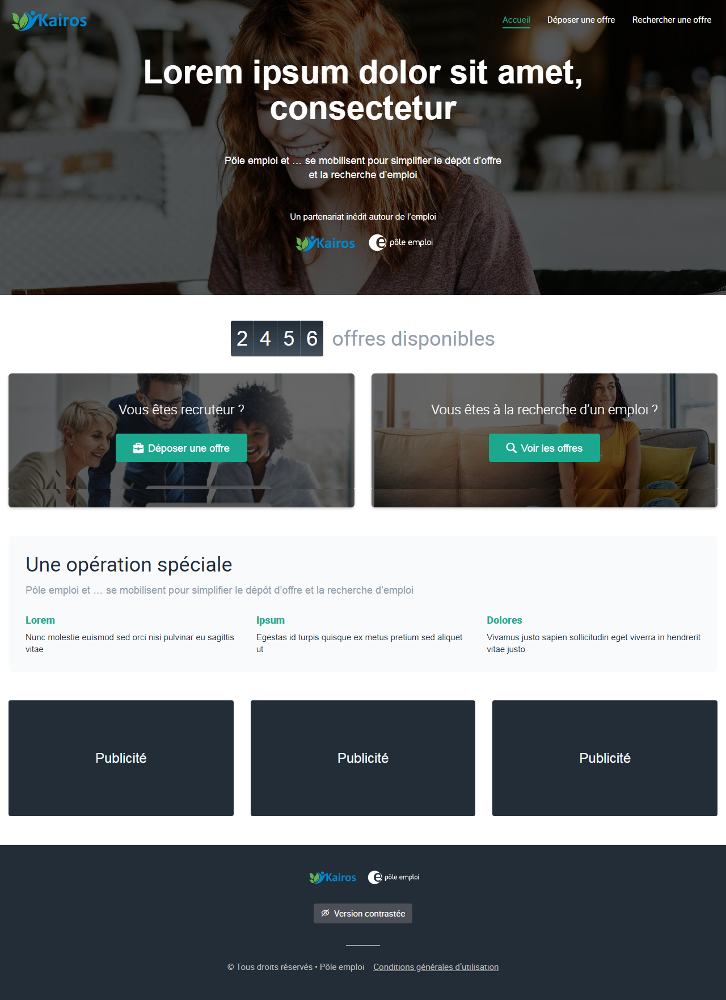 Kairos
Accueil Déposer une offre Rechercher une offre
Lorem ipsum dolor sit amet,
consectetur
Pôle emploi et ... se mobilisent pour simplifier le dépôt d’offre
et la recherche d’emploi
Un partenariat inédit autour de l’emploi
Kairos pôle emploi
2 4 5 6 offres disponibles
Vous êtes recruteur ?
Déposer une offre
Vous êtes à la recherche d’un emploi ?
Voir les offres
Une opération spéciale
Pôle emploi et ... se mobilisent pour simplifier le dépôt d’offre et la recherche d’emploi
Lorem
Nunc molestie euismod sed orci nisi pulvinar eu sagittis
vitae
Ipsum
Egestas id turpis quisque ex metus pretium sed aliquet
ut
Dolores
Vivamus justo sapien sollicitudin eget viverra in hendrerit
vitae justo
Publicité
Publicité
Publicité
Kairos pôle emploi
Version contrastée
© Tous droits réservés • Pôle emploi Conditions générales d’utilisation